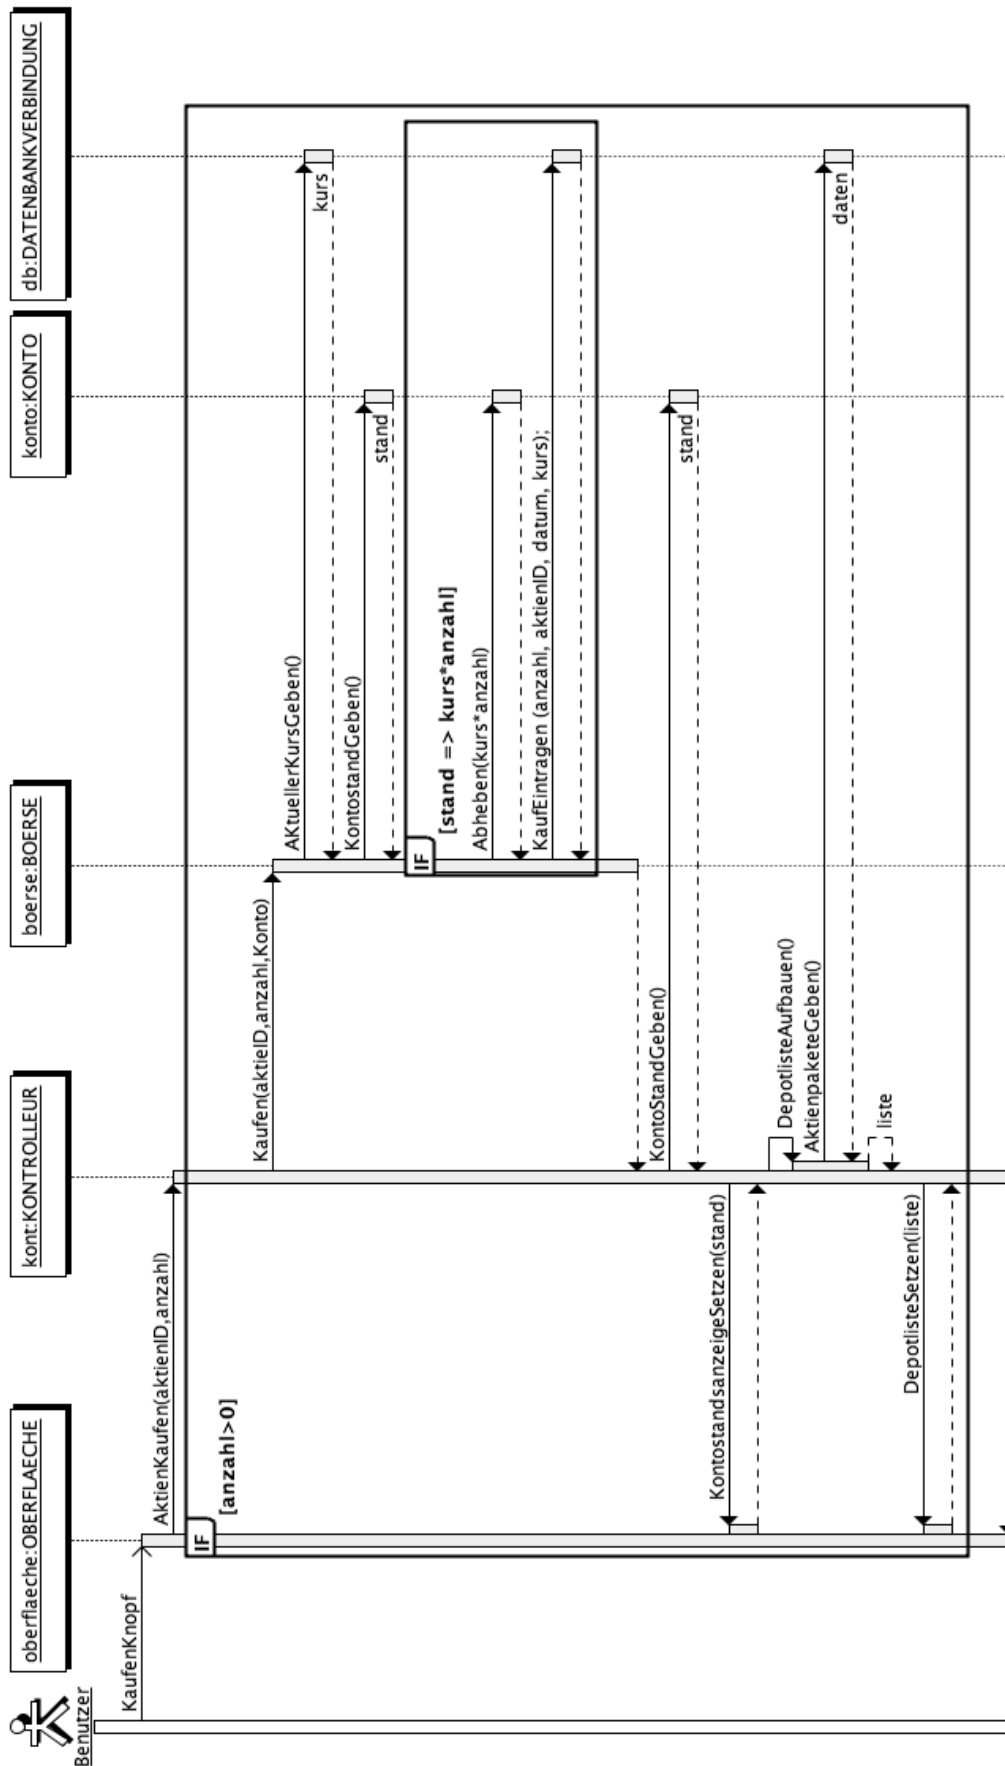 Benutzer
oberflaeche:OBERFLAECHE
kont:KONTROLLEUR
boerse:BOERSE
konto:KONTO
db:DATENBANKVERBINDUNG
KaufenKnopf
AktienKaufen(aktienID,anzahl)
IF
[anzahl>0]
Kaufen(aktieID,anzahl,Konto)
AKtuellerKursGeben()
kurs
KontostandGeben()
stand
IF
[stand => kurs*anzahl]
Abheben(kurs*anzahl)
KaufEintragen (anzahl, aktienID, datum, kurs);
KontoStandGeben()
stand
KontostandsanzeigeSetzen(stand)
DepotlisteAufbauen()
AktienpaketeGeben()
daten
liste
DepotlisteSetzen(liste)